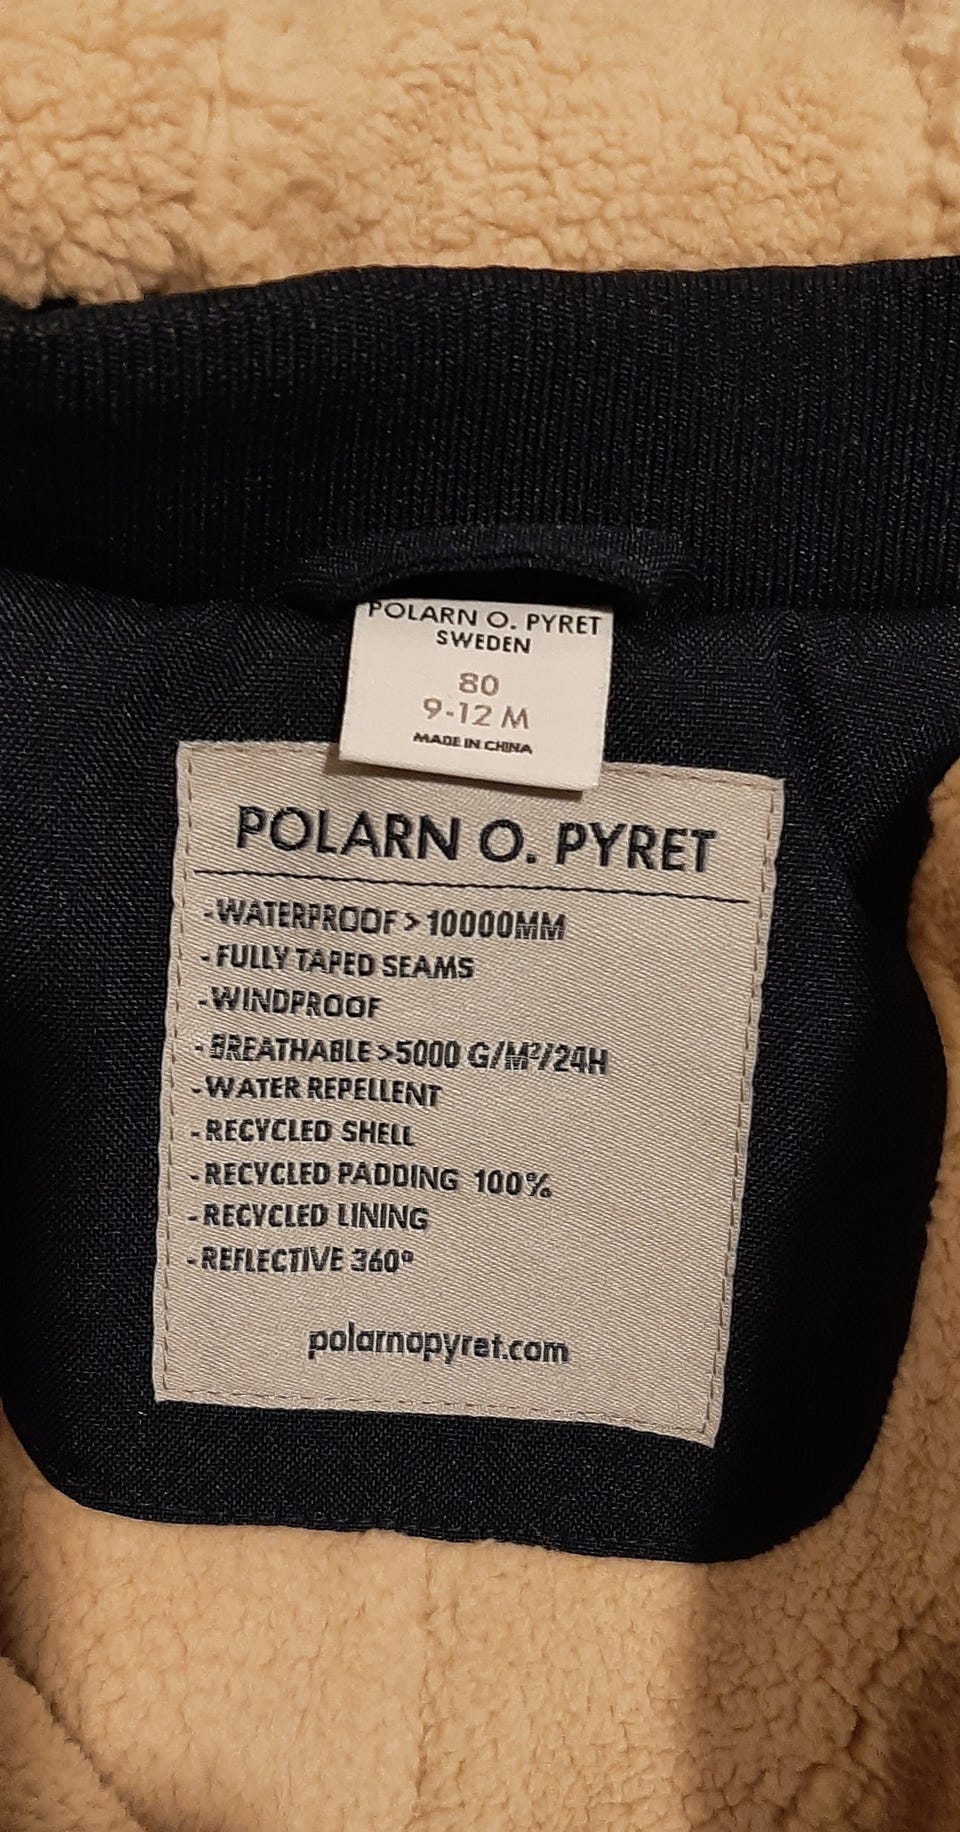 POLARN O. PYRET
SWEDEN
80
9-12 M
MADE IN CHINA
POLARN O. PYRET
-WATERPROOF > 10000MM
-FULLY TAPED SEAMS
-WINDPROOF
-BREATHABLE >5000 G/M²/24H
-WATER REPELLENT
-RECYCLED SHELL
-RECYCLED PADDING 100%
-RECYCLED LINING
-REFLECTIVE 360°
polarnopyret.com